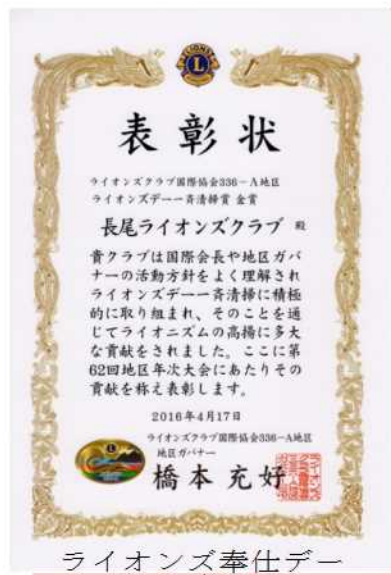 表彰状
ライオンズクラブ国際協会336-A地区
ライオンズデー一斉清掃賞 金賞
長尾ライオンズクラブ 殿
貴クラブは国際会長や地区ガバ
ナーの活動方針をよく理解され
ライオンズデー一斉清掃に積極
的に取り組まれ、そのことを通
じてライオニズムの高揚に多大
な貢献をされました。ここに第
62回地区年次大会にあたりその
貢献を称え表彰します。
2016年4月17日
ライオンズクラブ国際協会336-A地区
地区ガバナー
橋本充好
ライオンズ奉仕デー